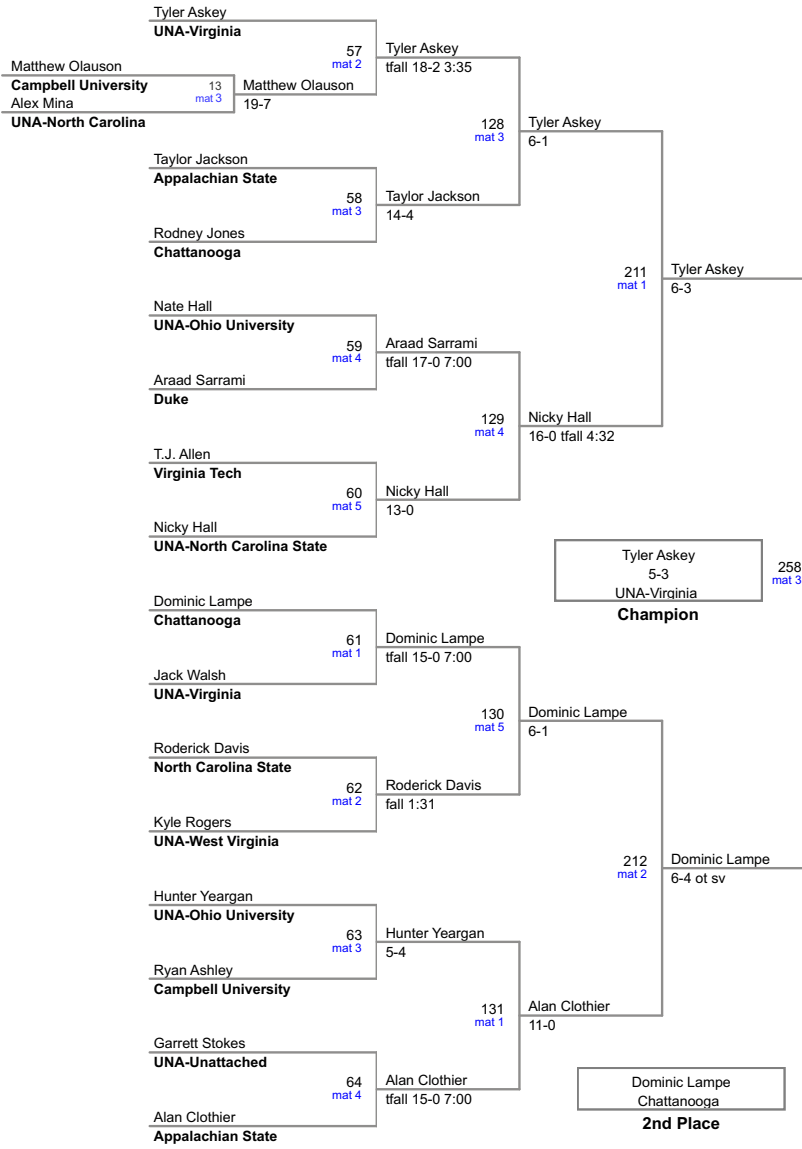 Tyler Askey
UNA-Virginia
57
mat 2
Tyler Askey
tfall 18-2 3:35
Matthew Olauson
Campbell University
13
mat 3
Matthew Olauson
19-7
Alex Mina
UNA-North Carolina
128
mat 3
Tyler Askey
6-1
Taylor Jackson
Appalachian State
58
mat 3
Taylor Jackson
14-4
Rodney Jones
Chattanooga
211
mat 1
Tyler Askey
6-3
Nate Hall
UNA-Ohio University
59
mat 4
Araad Sarrami
tfall 17-0 7:00
Araad Sarrami
Duke
129
mat 4
Nicky Hall
16-0 tfall 4:32
T.J. Allen
Virginia Tech
60
mat 5
Nicky Hall
13-0
Nicky Hall
UNA-North Carolina State
Tyler Askey
5-3
UNA-Virginia
Champion
258
mat 3
Dominic Lampe
Chattanooga
61
mat 1
Dominic Lampe
tfall 15-0 7:00
Jack Walsh
UNA-Virginia
130
mat 5
Dominic Lampe
6-1
Roderick Davis
North Carolina State
62
mat 2
Roderick Davis
fall 1:31
Kyle Rogers
UNA-West Virginia
212
mat 2
Dominic Lampe
6-4 ot sv
Hunter Yeargan
UNA-Ohio University
63
mat 3
Hunter Yeargan
5-4
Ryan Ashley
Campbell University
131
mat 1
Alan Clothier
11-0
Garrett Stokes
UNA-Unattached
64
mat 4
Alan Clothier
tfall 15-0 7:00
Alan Clothier
Appalachian State
Dominic Lampe
Chattanooga
2nd Place